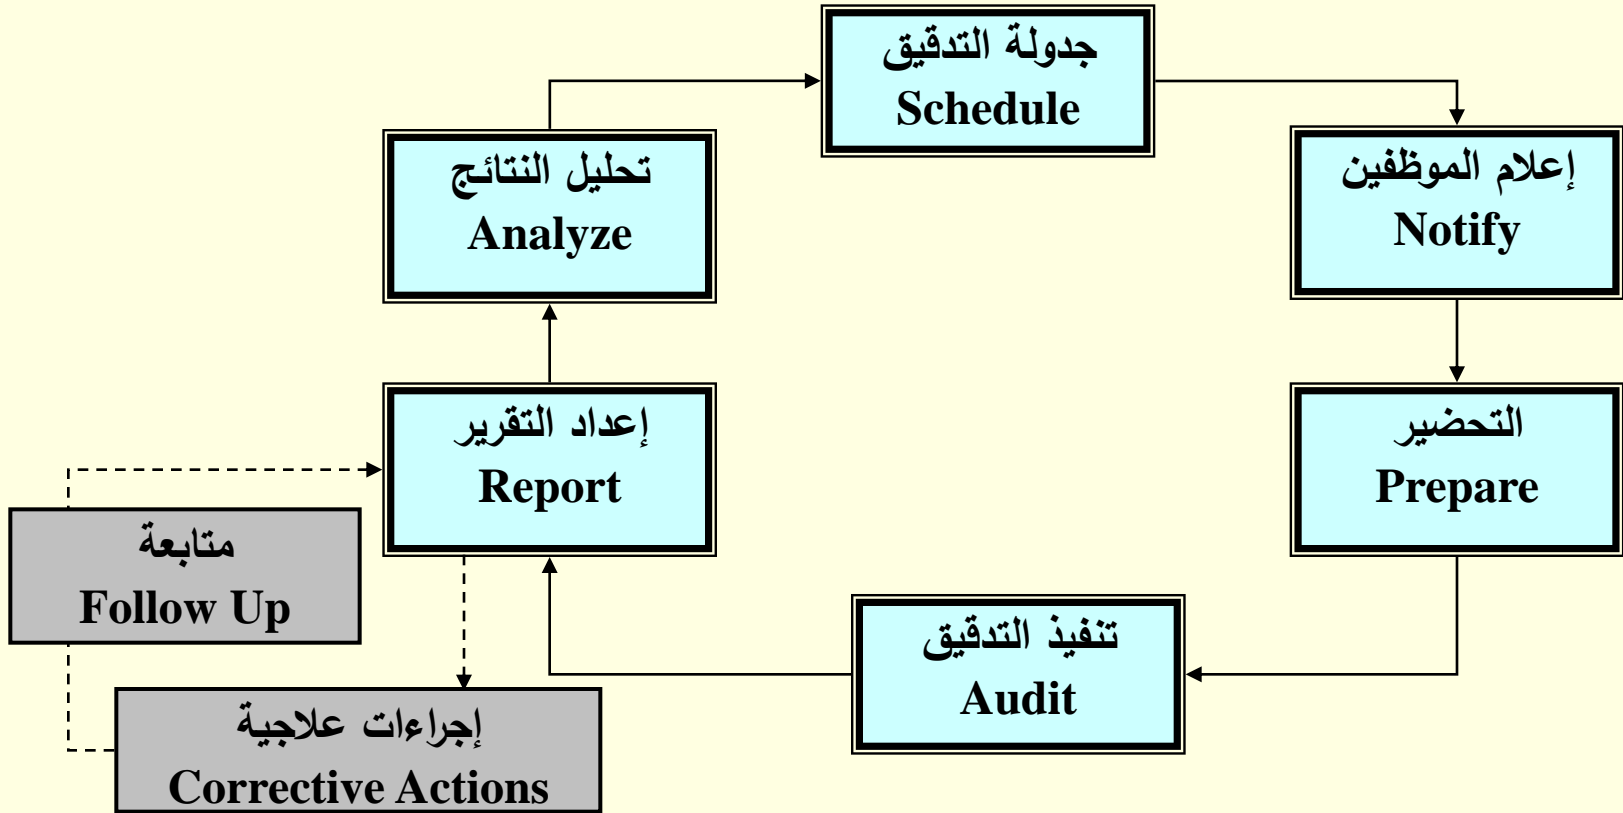 جدولة التدقيق
Schedule
إعلام الموظفين
Notify
التحضير
Prepare
تنفيذ التدقيق
Audit
إعداد التقرير
Report
تحليل النتائج
Analyze
إجراءات علاجية
Corrective Actions
متابعة
Follow Up